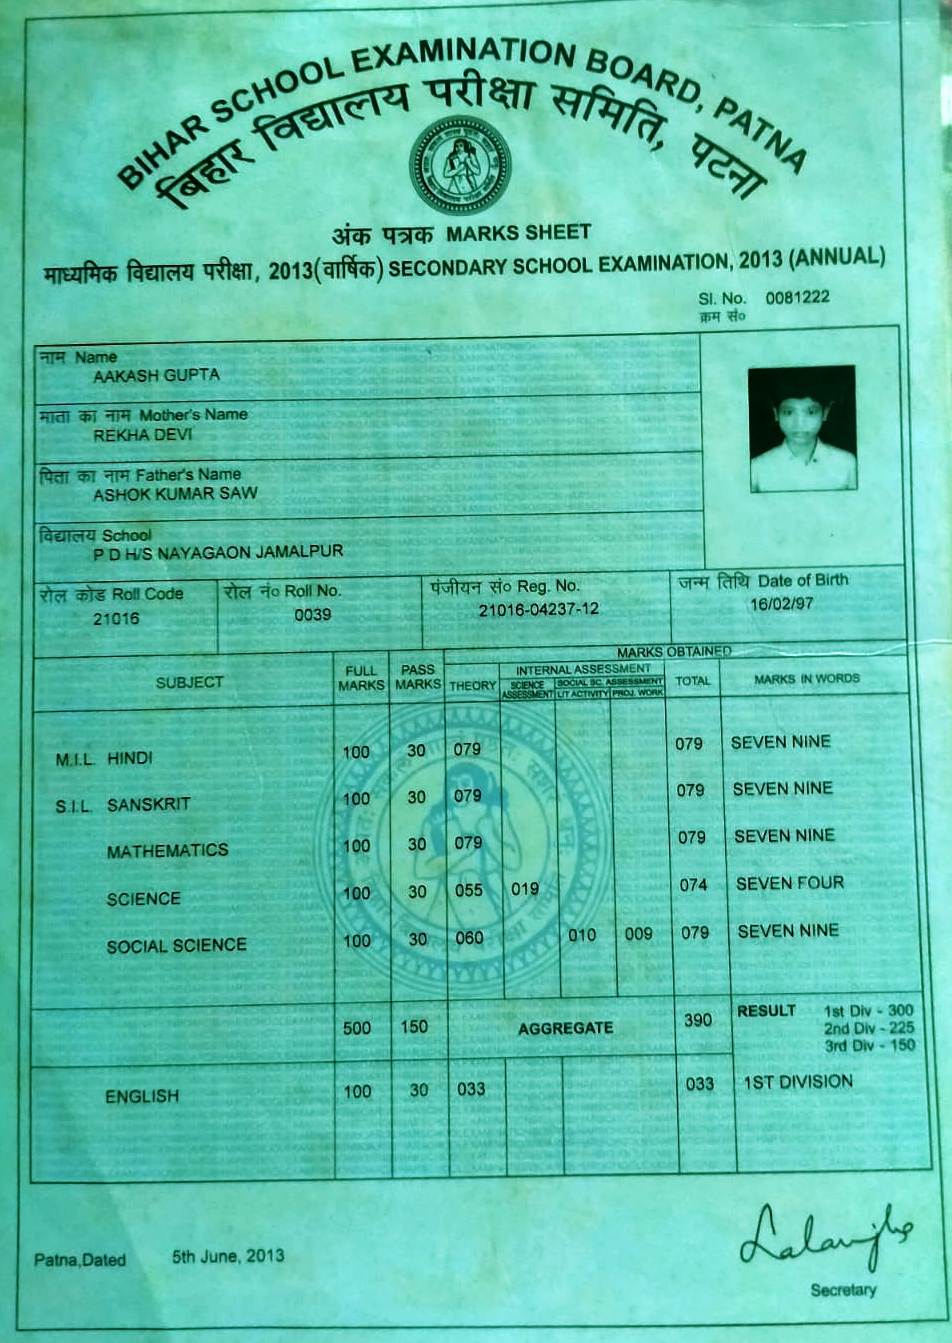 BIHAR SCHOOL EXAMINATION BOARD, PATNA
बिहार विद्यालय परीक्षा समिति, पटना
अंक पत्रक MARKS SHEET
माध्यमिक विद्यालय परीक्षा, 2013(वार्षिक) SECONDARY SCHOOL EXAMINATION, 2013 (ANNUAL)
Sl. No. 0081222
क्रम सं०
नाम Name
AAKASH GUPTA
माता का नाम Mother's Name
REKHA DEVI
पिता का नाम Father's Name
ASHOK KUMAR SAW
विद्यालय School
P D H/S NAYAGAON JAMALPUR
रोल कोड Roll Code रोल नं० Roll No. पंजीयन सं० Reg. No. जन्म तिथि Date of Birth
21016 0039 21016-04237-12 16/02/97
MARKS OBTAINED
SUBJECT FULL MARKS PASS MARKS THEORY INTERNAL ASSESSMENT TOTAL MARKS IN WORDS
SCIENCE ASSESSMENT SOCIAL SC. ASSESSMENT
LIT ACTIVITY PROJ. WORK
M.I.L. HINDI 100 30 079 079 SEVEN NINE
S.I.L. SANSKRIT 100 30 079 079 SEVEN NINE
MATHEMATICS 100 30 079 079 SEVEN NINE
SCIENCE 100 30 055 019 074 SEVEN FOUR
SOCIAL SCIENCE 100 30 060 010 009 079 SEVEN NINE
500 150 AGGREGATE 390 RESULT 1st Div - 300
2nd Div - 225
3rd Div - 150
ENGLISH 100 30 033 033 1ST DIVISION
Patna,Dated 5th June, 2013
Secretary